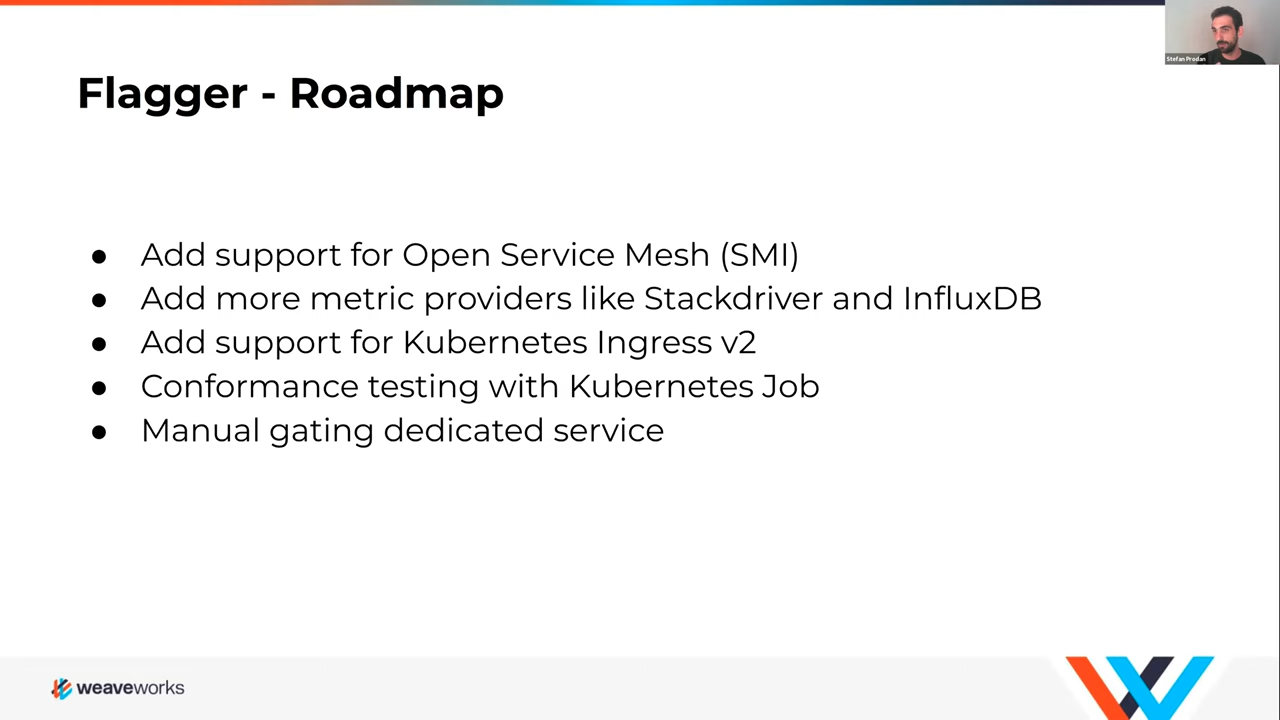 Stefan Prodan
Flagger - Roadmap
● Add support for Open Service Mesh (SMI)
● Add more metric providers like Stackdriver and InfluxDB
● Add support for Kubernetes Ingress v2
● Conformance testing with Kubernetes Job
● Manual gating dedicated service
weaveworks